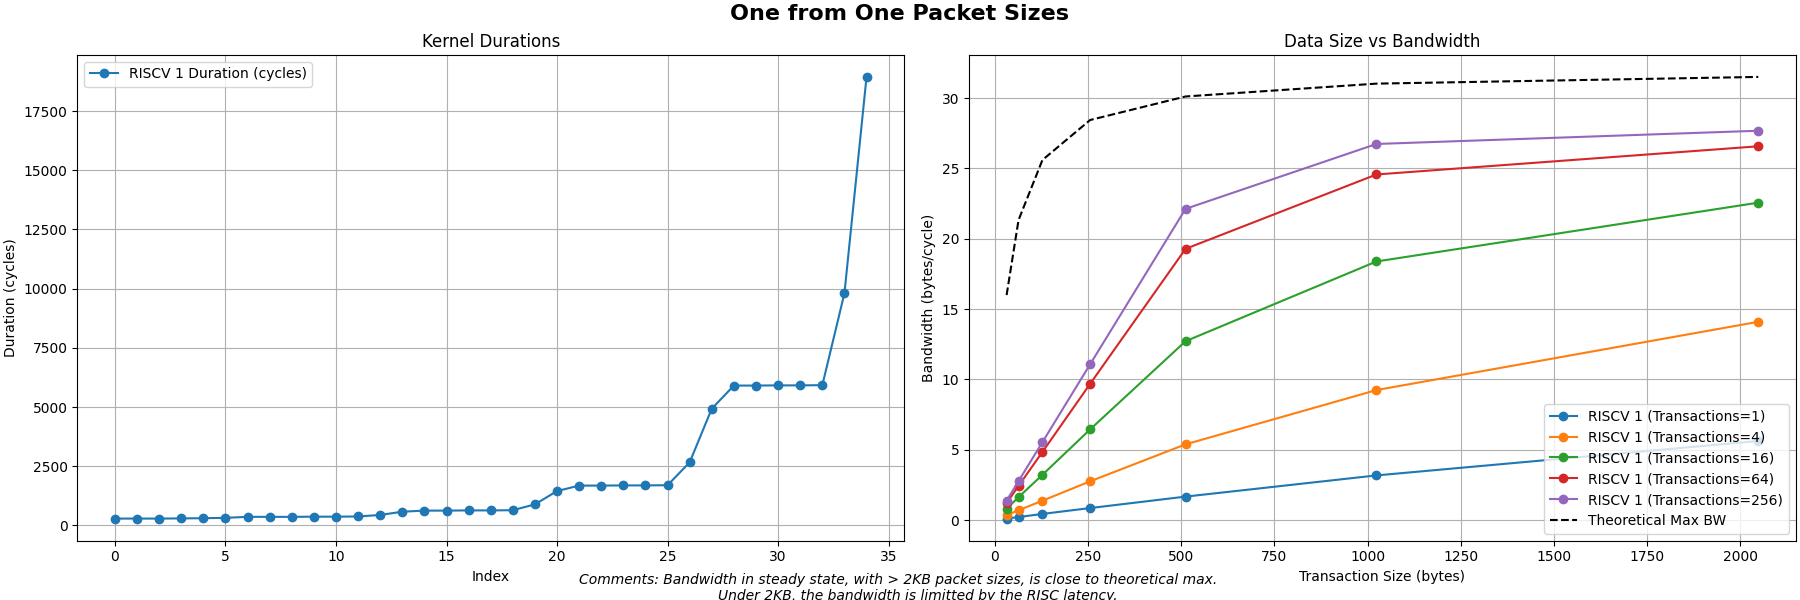 One from One Packet Sizes
Kernel Durations
RISCV 1 Duration (cycles)
17500
15000
12500
10000
7500
5000
2500
0
Duration (cycles)
0 5 10 15 20 25 30 35
Index
Data Size vs Bandwidth
30
25
20
15
10
5
0
Bandwidth (bytes/cycle)
RISCV 1 (Transactions=1)
RISCV 1 (Transactions=4)
RISCV 1 (Transactions=16)
RISCV 1 (Transactions=64)
RISCV 1 (Transactions=256)
Theoretical Max BW
0 250 500 750 1000 1250 1500 1750 2000
Transaction Size (bytes)
Comments: Bandwidth in steady state, with > 2KB packet sizes, is close to theoretical max.
Under 2KB, the bandwidth is limitted by the RISC latency.